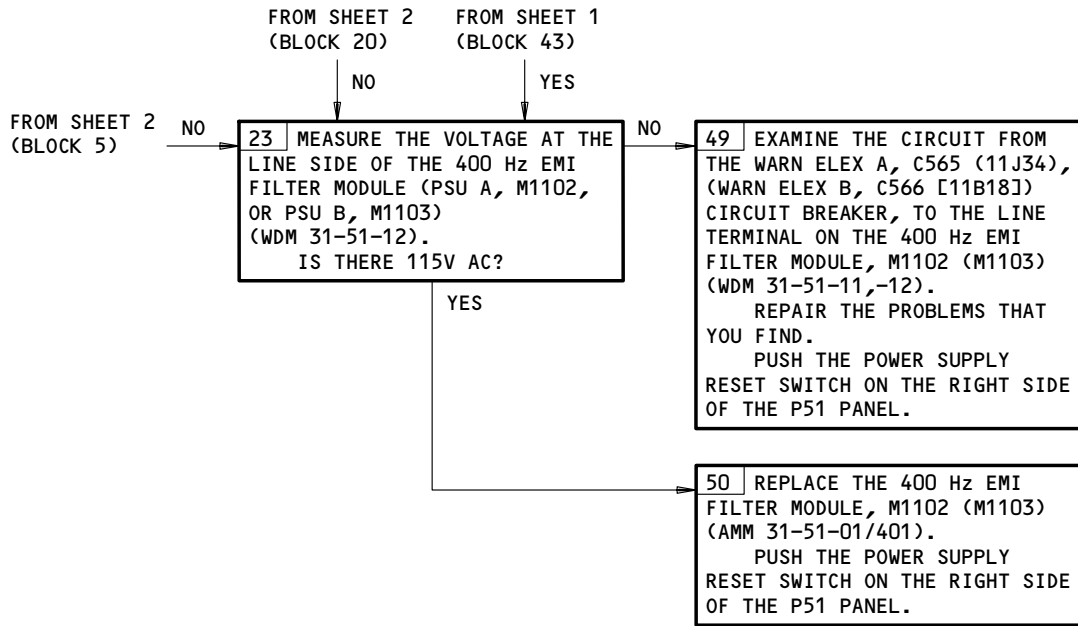 FROM SHEET 2
(BLOCK 20)
NO
FROM SHEET 1
(BLOCK 43)
YES
FROM SHEET 2
(BLOCK 5)
NO
23 MEASURE THE VOLTAGE AT THE
LINE SIDE OF THE 400 Hz EMI
FILTER MODULE (PSU A, M1102,
OR PSU B, M1103)
(WDM 31-51-12).
IS THERE 115V AC?
NO
YES
49 EXAMINE THE CIRCUIT FROM
THE WARN ELEX A, C565 (11J34),
(WARN ELEX B, C566 [11B18])
CIRCUIT BREAKER, TO THE LINE
TERMINAL ON THE 400 Hz EMI
FILTER MODULE, M1102 (M1103)
(WDM 31-51-11,-12).
REPAIR THE PROBLEMS THAT
YOU FIND.
PUSH THE POWER SUPPLY
RESET SWITCH ON THE RIGHT SIDE
OF THE P51 PANEL.
50 REPLACE THE 400 Hz EMI
FILTER MODULE, M1102 (M1103)
(AMM 31-51-01/401).
PUSH THE POWER SUPPLY
RESET SWITCH ON THE RIGHT SIDE
OF THE P51 PANEL.